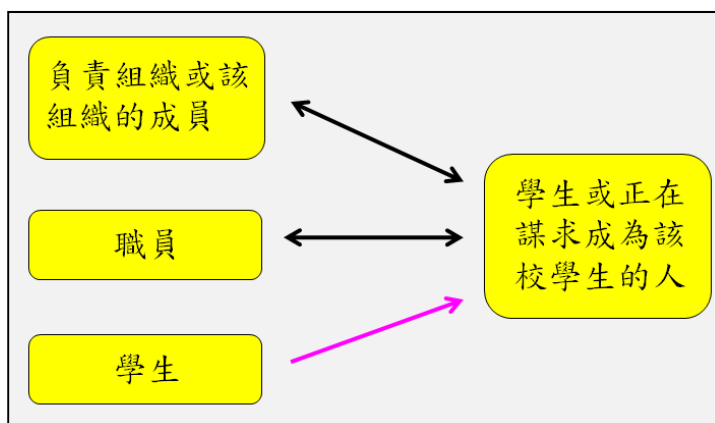 負責組織或該
組織的成員
職員
學生
學生或正在
謀求成為該
校學生的人